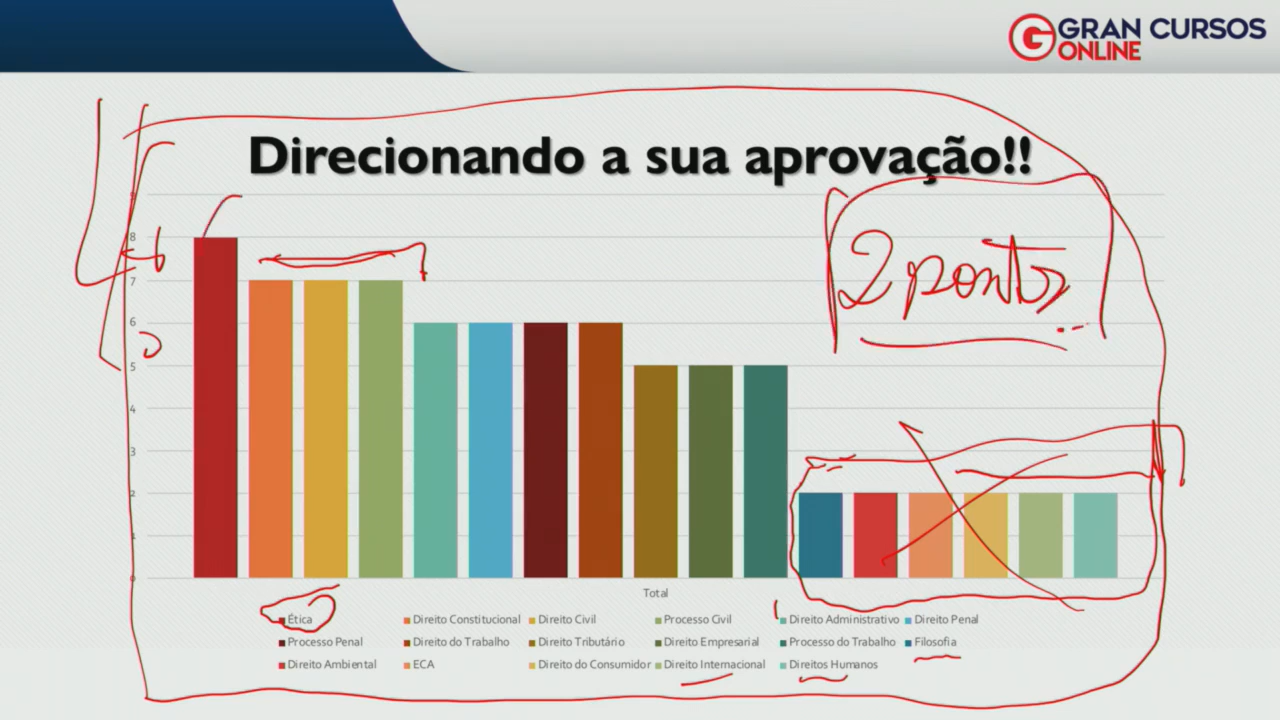 GRAN CURSOS
ONLINE
Direcionando a sua aprovação!!
8
7
6
5
4
3
2
1
0
2 pontos
Total
Ética Direito Constitucional Direito Civil Processo Civil Direito Administrativo Direito Penal
Processo Penal Direito do Trabalho Direito Tributário Direito Empresarial Processo do Trabalho Filosofia
Direito Ambiental ECA Direito do Consumidor Direito Internacional Direitos Humanos